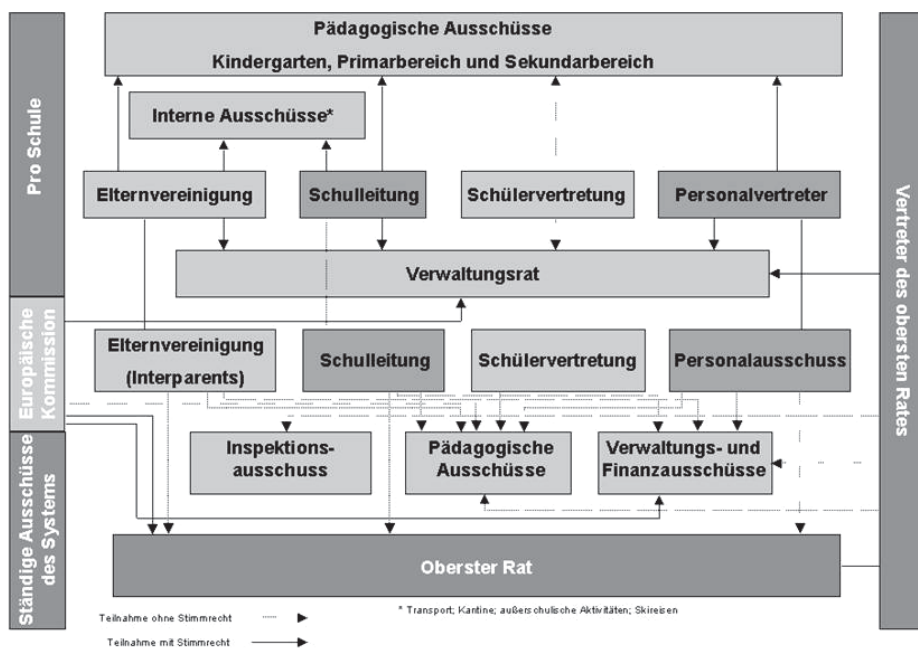 Pädagogische Ausschüsse
Kindergarten, Primarbereich und Sekundarbereich
Interne Ausschüsse*
Elternvereinigung
Schulleitung
Schülervertretung
Personalvertreter
Verwaltungsrat
Elternvereinigung
(Interparents)
Schulleitung
Schülervertretung
Personalausschuss
Inspektions-
ausschuss
Pädagogische
Ausschüsse
Verwaltungs- und
Finanzausschüsse
Oberster Rat
Pro Schule
Europäische
Kommission
Ständige Ausschüsse
des Systems
Vertreter des obersten Rates
Teilnahme ohne Stimmrecht
* Transport; Kantine; außerschulische Aktivitäten; Skireisen
Teilnahme mit Stimmrecht